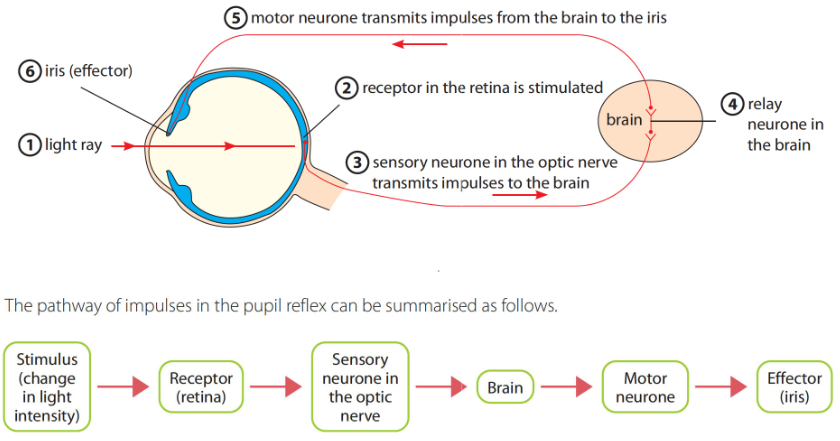 ⑤ motor neurone transmits impulses from the brain to the iris
⑥ iris (effector)
② receptor in the retina is stimulated
① light ray
brain
④ relay
neurone in
the brain
③ sensory neurone in the optic nerve
transmits impulses to the brain
The pathway of impulses in the pupil reflex can be summarised as follows.
Stimulus
(change
in light
intensity)
Receptor
(retina)
Sensory
neurone in
the optic
nerve
Brain
Motor
neurone
Effector
(iris)